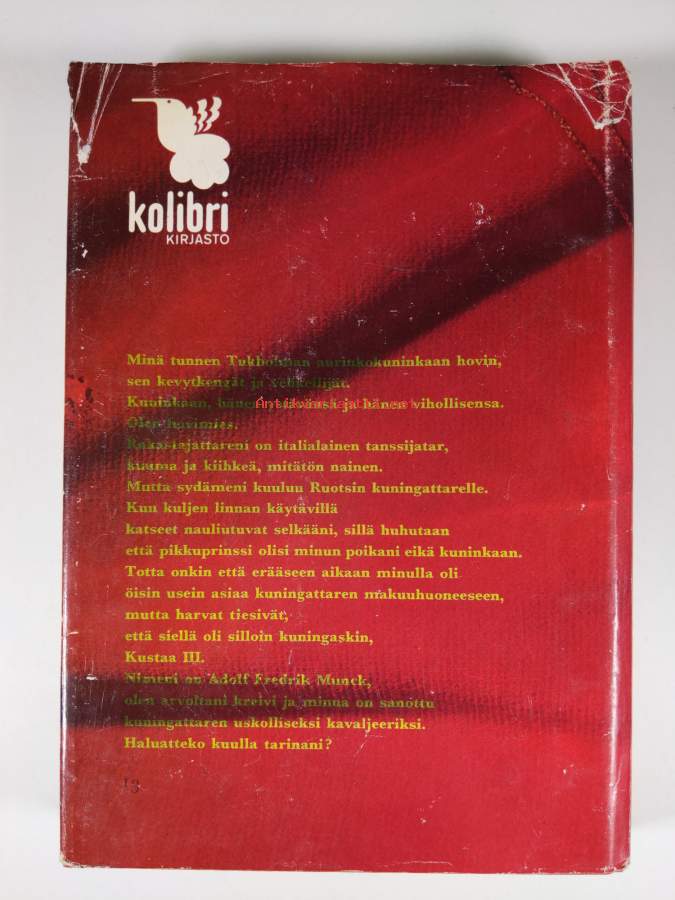 kolibri
KIRJASTO
Minä tunnen Tukholman aurinkokuninkaan hovin,
sen kevytkengät ja
Kuninkaan, hänen ystävänsä ja hänen vihollisensa.
Olen hovimies.
Rakastajattareni on italialainen tanssijatar,
kuuma ja kiihkeä, mitätön nainen.
Mutta sydämeni kuuluu Ruotsin kuningattarelle.
Kun kuljen linnan käytävillä
katseet nauliutuvat selkääni, sillä huhutaan
että pikkuprinssi olisi minun poikani eikä kuninkaan.
Totta onkin että erääseen aikaan minulla oli
öisin usein asiaa kuningattaren makuuhuoneeseen,
mutta harvat tiesivät,
että siellä oli silloin kuningaskin,
Kustaa III.
Nimeni on Adolf Fredrik Munck,
olen arvoltani kreivi ja minua on sanottu
kuningattaren uskolliseksi kavaljeeriksi.
Haluatteko kuulla tarinani?
13